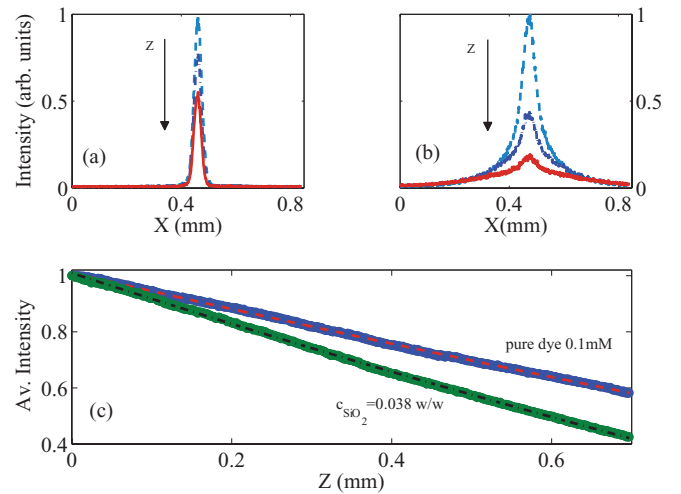 Intensity (arb. units)
1
0.5
0
z
(a)
0
0.4
0.8
X (mm)
z
(b)
1
0.5
0
0
0.4
0.8
X(mm)
Av. Intensity
1
0.8
0.6
0.4
pure dye 0.1mM
c_SiO_2=0.038 w/w
(c)
0
0.2
0.4
0.6
Z (mm)